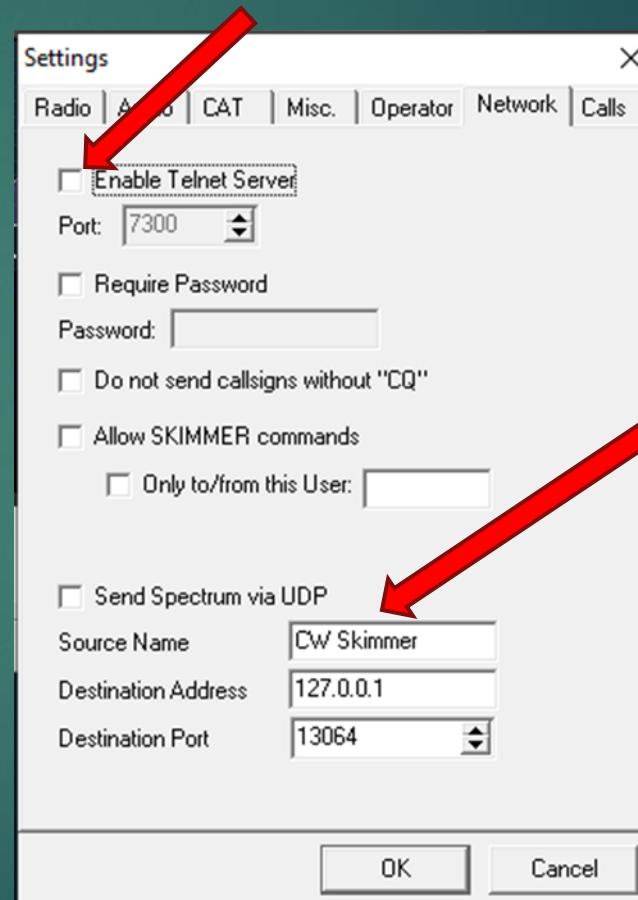 Settings
Radio Audio CAT Misc. Operator Network Calls
Enable Telnet Server
Port: 7300
Require Password
Password:
Do not send callsigns without "CQ"
Allow SKIMMER commands
Only to/from this User:
Send Spectrum via UDP
Source Name CW Skimmer
Destination Address 127.0.0.1
Destination Port 13064
OK Cancel